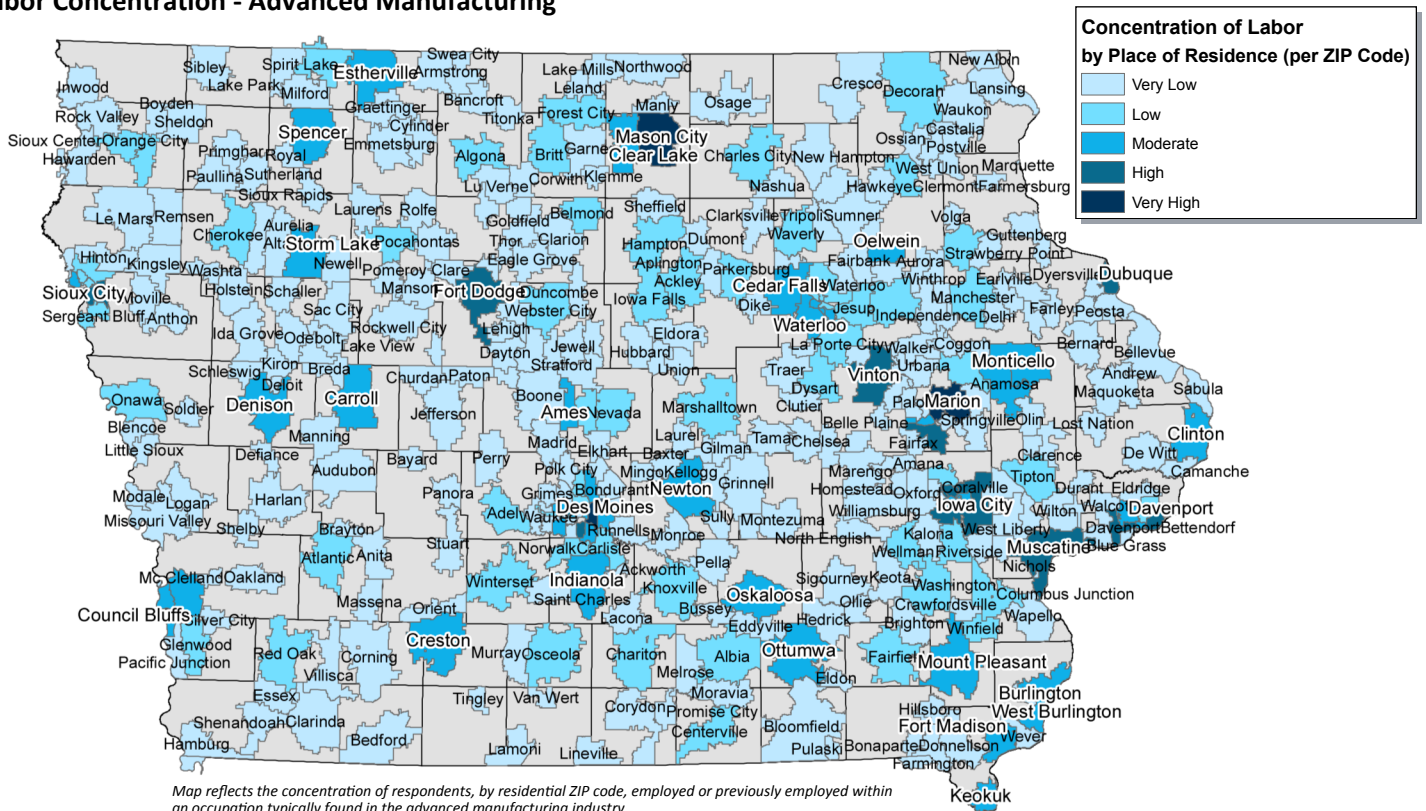 bor Concentration - Advanced Manufacturing
Concentration of Labor
by Place of Residence (per ZIP Code)
Very Low
Low
Moderate
High
Very High
Swea City
Sibley
Spirit Lake
Estherville
Armstrong
Lake Mills
Northwood
New Albin
Inwood
Lake Park
Milford
Leland
Cresco
Decorah
Lansing
Boyden
Graettinger
Bancroft
Manly
Osage
Waukon
Rock Valley
Sheldon
Spencer
Cylinder
Titonka
Forest City
Mason City
Castalia
Sioux Center
Orange City
Emmetsburg
Ossian
Postville
Hawarden
Primghar
Royal
Algona
Britt
Garne
Clear Lake
Charles City
New Hampton
West Union
Marquette
Paullina
Sutherland
Lu Verne
Corwith
Klemme
Nashua
Hawkeye
Clermont
Farmersburg
Sioux Rapids
Le Mars
Remsen
Laurens
Rolfe
Goldfield
Belmond
Sheffield
Clarksville
Tripoli
Sumner
Volga
Cherokee
Aurelia
Alt
Storm Lake
Pocahontas
Thor
Clarion
Hampton
Dumont
Waverly
Oelwein
Guttenberg
Hinton
Kingsley
Washta
Newell
Pomeroy
Clare
Eagle Grove
Aplington
Parkersburg
Fairbank
Aurora
Strawberry Point
Sioux City
Moville
Holstein
Schaller
Manson
Fort Dodge
Duncombe
Ackley
Cedar Falls
Waterloo
Winthrop
Earlville
Dyersville
Dubuque
Sergeant Bluff
Anthon
Sac City
Webster City
Iowa Falls
Dike
Jesup
Independence
Manchester
Delhi
Farley
Peosta
Ida Grove
Odebolt
Rockwell City
Lehigh
Eldora
Waterloo
Lake View
Dayton
Jewell
Hubbard
La Porte City
Walker
Coggon
Bernard
Bellevue
Schleswig
Kiron
Breda
Stratford
Union
Traer
Vinton
Urbana
Monticello
Andrew
Onawa
Soldier
Deloit
Denison
Carroll
Churdan
Paton
Boone
Dysart
Palo
Marion
Anamosa
Maquoketa
Sabula
Blencoe
Jefferson
Ames
Nevada
Marshalltown
Clutier
Belle Plaine
Springville
Olin
Lost Nation
Clinton
Little Sioux
Manning
Madrid
Laurel
Gilman
Tama
Chelsea
Fairfax
Defiance
Bayard
Perry
Elkhart
Baxter
Clarence
De Witt
Audubon
Polk City
Mingo
Kellogg
Grinnell
Marengo
Amana
Tipton
Camanche
Modale
Logan
Harlan
Panora
Grimes
Bondurant
Newton
Homestead
Oxford
Coralville
Durant
Eldridge
Missouri Valley
Shelby
Brayton
Adel
Waukee
Des Moines
Sully
Montezuma
Williamsburg
Iowa City
Wilton
Walcot
Davenport
Stuart
Runnells
Monroe
North English
Kalona
West Liberty
Davenport
Bettendorf
Atlantic
Anita
Norwalk
Carlisle
Wellman
Riverside
Muscatine
Blue Grass
Mc Clelland
Oakland
Winterset
Indianola
Ackworth
Pella
Sigourney
Keota
Nichols
Massena
Orient
Saint Charles
Knoxville
Oskaloosa
Ollie
Washington
Columbus Junction
Council Bluffs
Silver City
Bussey
Crawfordsville
Wapello
Glenwood
Creston
Lacona
Eddyville
Hedrick
Brighton
Winfield
Pacific Junction
Red Oak
Corning
Murray
Osceola
Chariton
Albia
Ottumwa
Fairfiel
Mount Pleasant
Villisca
Melrose
Eldon
Essex
Tingley
Van Wert
Moravia
Burlington
Shenandoah
Clarinda
Corydon
Promise City
Bloomfield
Hillsboro
West Burlington
Hamburg
Bedford
Lamoni
Lineville
Centerville
Pulaski
Bonaparte
Donnellson
Fort Madison
Wever
Farmington
Keokuk
Map reflects the concentration of respondents, by residential ZIP code, employed or previously employed within
an occupation typically found in the advanced manufacturing industry